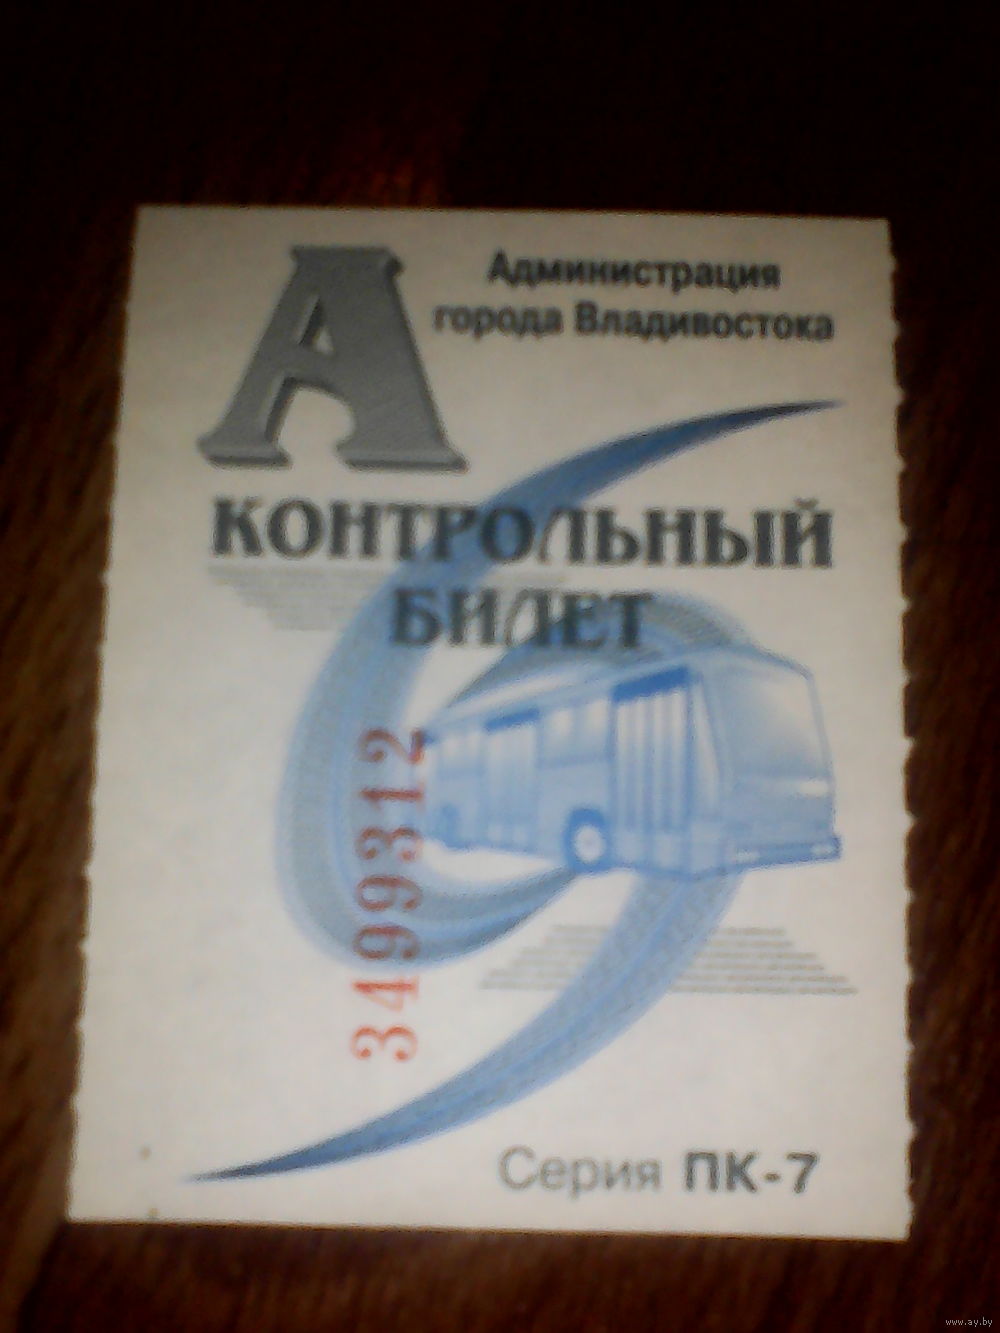 А
Администрация
города Владивостока
КОНТРОЛЬНЫЙ
БИЛЕТ
3499312
Серия ПК-7
www.ay.by